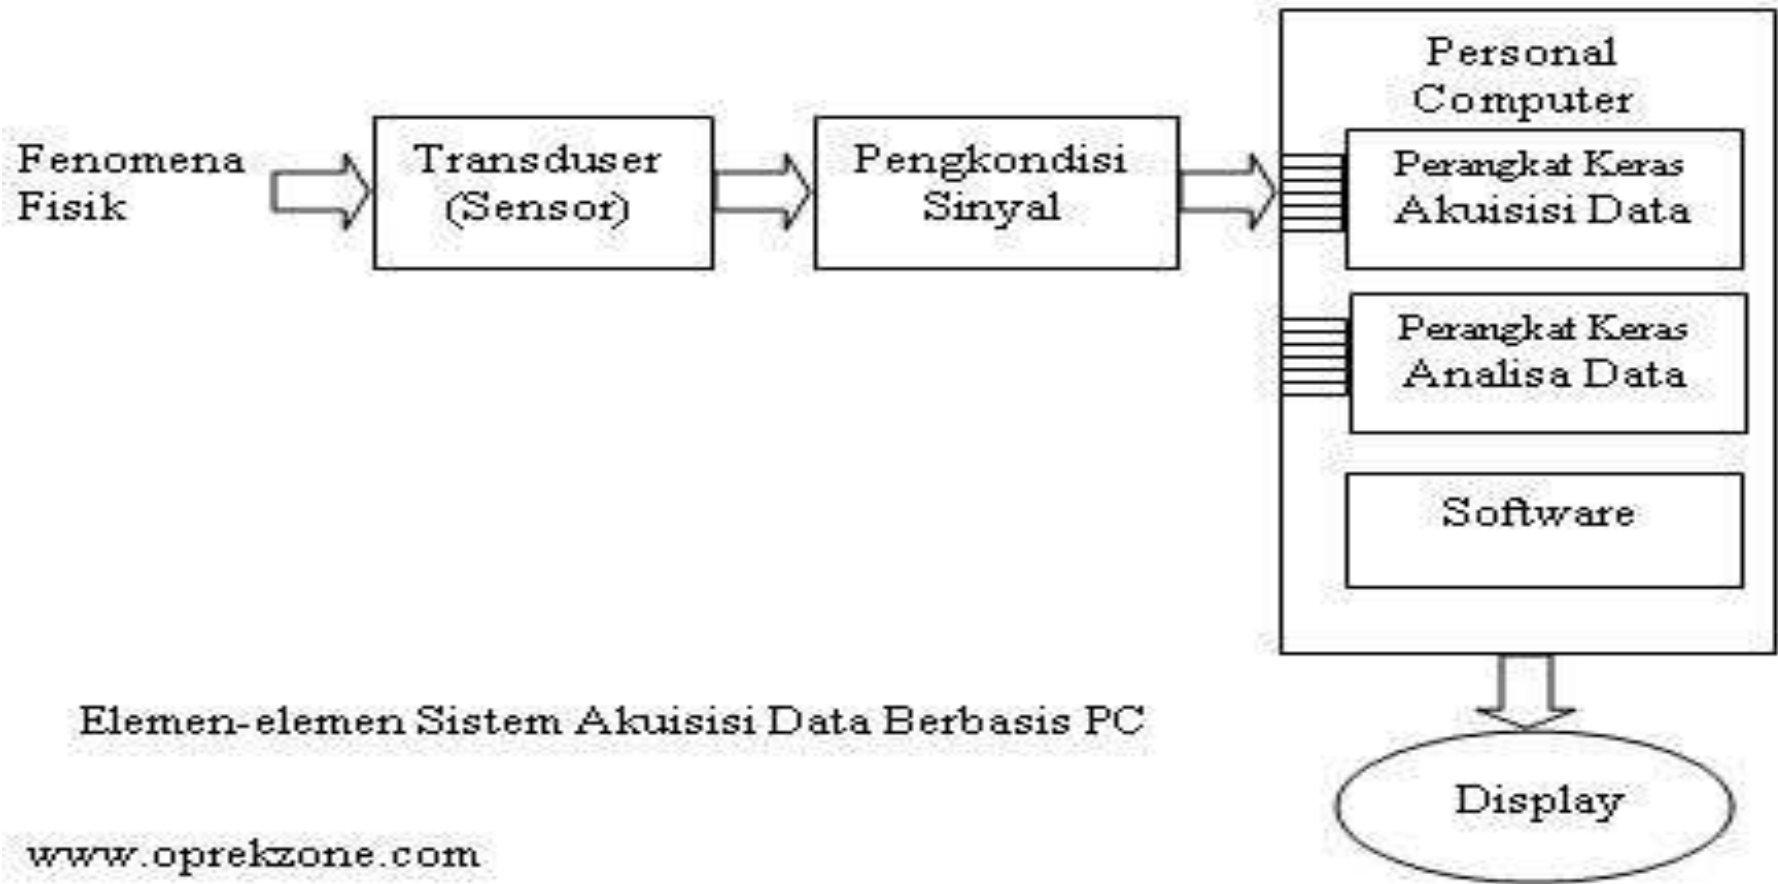 Fenomena
Fisik
Transduser
(Sensor)
Pengkondisi
Sinyal
Personal
Computer
Perangkat Keras
Akuisisi Data
Perangkat Keras
Analisa Data
Software
Display
Elemen-elemen Sistem Akuisisi Data Berbasis PC
www.oprekzone.com